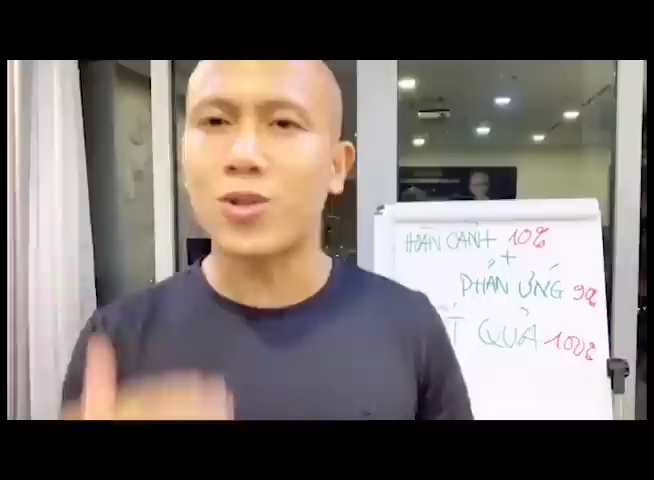 HOÀN CẢNH 10%
+
PHẢN ỨNG 90%
QUẢ 100%